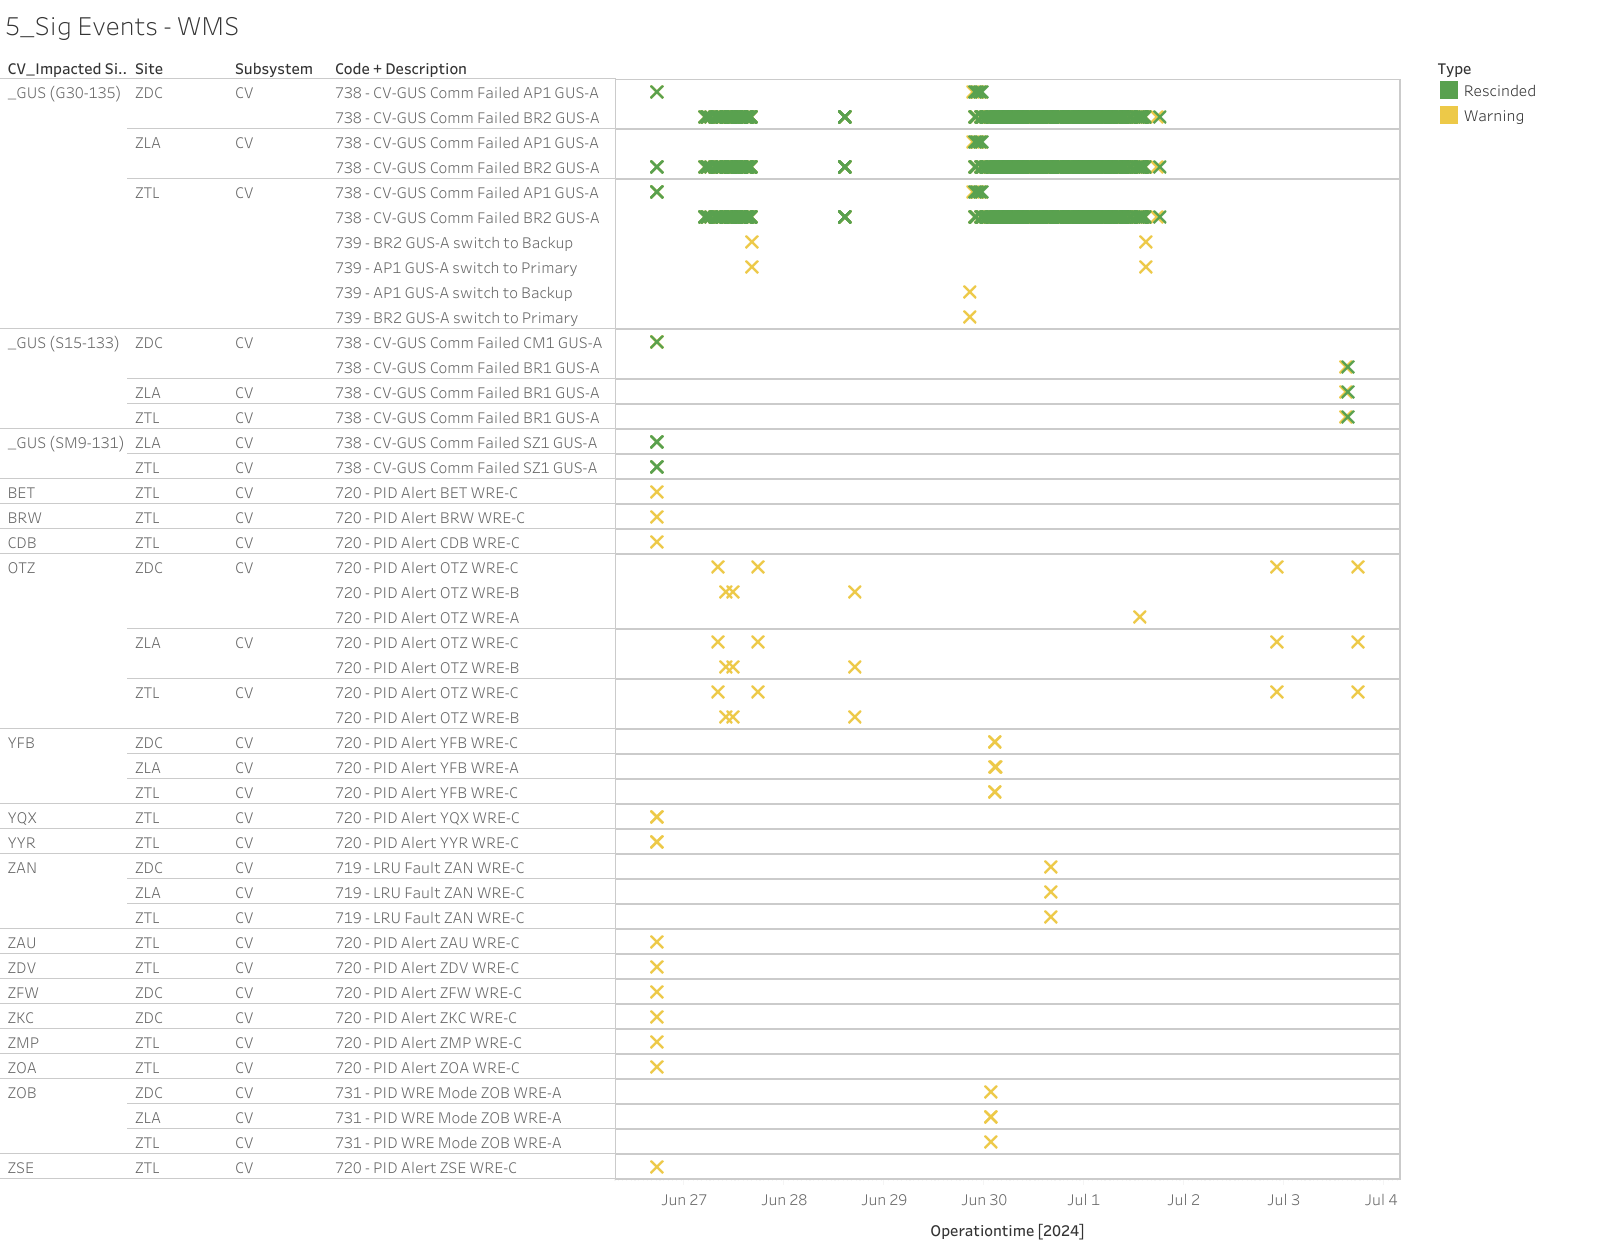 5_Sig Events - WMS
CV_Impacted Si.. Site Subsystem Code + Description
Type
Rescinded
Warning
_GUS (G30-135) ZDC CV 738 - CV-GUS Comm Failed AP1 GUS-A
738 - CV-GUS Comm Failed BR2 GUS-A
ZLA CV 738 - CV-GUS Comm Failed AP1 GUS-A
738 - CV-GUS Comm Failed BR2 GUS-A
ZTL CV 738 - CV-GUS Comm Failed AP1 GUS-A
738 - CV-GUS Comm Failed BR2 GUS-A
739 - BR2 GUS-A switch to Backup
739 - AP1 GUS-A switch to Primary
739 - AP1 GUS-A switch to Backup
739 - BR2 GUS-A switch to Primary
_GUS (S15-133) ZDC CV 738 - CV-GUS Comm Failed CM1 GUS-A
738 - CV-GUS Comm Failed BR1 GUS-A
ZLA CV 738 - CV-GUS Comm Failed BR1 GUS-A
ZTL CV 738 - CV-GUS Comm Failed BR1 GUS-A
_GUS (SM9-131) ZLA CV 738 - CV-GUS Comm Failed SZ1 GUS-A
ZTL CV 738 - CV-GUS Comm Failed SZ1 GUS-A
BET ZTL CV 720 - PID Alert BET WRE-C
BRW ZTL CV 720 - PID Alert BRW WRE-C
CDB ZTL CV 720 - PID Alert CDB WRE-C
OTZ ZDC CV 720 - PID Alert OTZ WRE-C
720 - PID Alert OTZ WRE-B
720 - PID Alert OTZ WRE-A
ZLA CV 720 - PID Alert OTZ WRE-C
720 - PID Alert OTZ WRE-B
ZTL CV 720 - PID Alert OTZ WRE-C
720 - PID Alert OTZ WRE-B
YFB ZDC CV 720 - PID Alert YFB WRE-C
ZLA CV 720 - PID Alert YFB WRE-A
ZTL CV 720 - PID Alert YFB WRE-C
YQX ZTL CV 720 - PID Alert YQX WRE-C
YYR ZTL CV 720 - PID Alert YYR WRE-C
ZAN ZDC CV 719 - LRU Fault ZAN WRE-C
ZLA CV 719 - LRU Fault ZAN WRE-C
ZTL CV 719 - LRU Fault ZAN WRE-C
ZAU ZTL CV 720 - PID Alert ZAU WRE-C
ZDV ZTL CV 720 - PID Alert ZDV WRE-C
ZFW ZDC CV 720 - PID Alert ZFW WRE-C
ZKC ZDC CV 720 - PID Alert ZKC WRE-C
ZMP ZTL CV 720 - PID Alert ZMP WRE-C
ZOA ZTL CV 720 - PID Alert ZOA WRE-C
ZOB ZDC CV 731 - PID WRE Mode ZOB WRE-A
ZLA CV 731 - PID WRE Mode ZOB WRE-A
ZTL CV 731 - PID WRE Mode ZOB WRE-A
ZSE ZTL CV 720 - PID Alert ZSE WRE-C
Jun 27 Jun 28 Jun 29 Jun 30 Jul 1 Jul 2 Jul 3 Jul 4
Operationtime [2024]